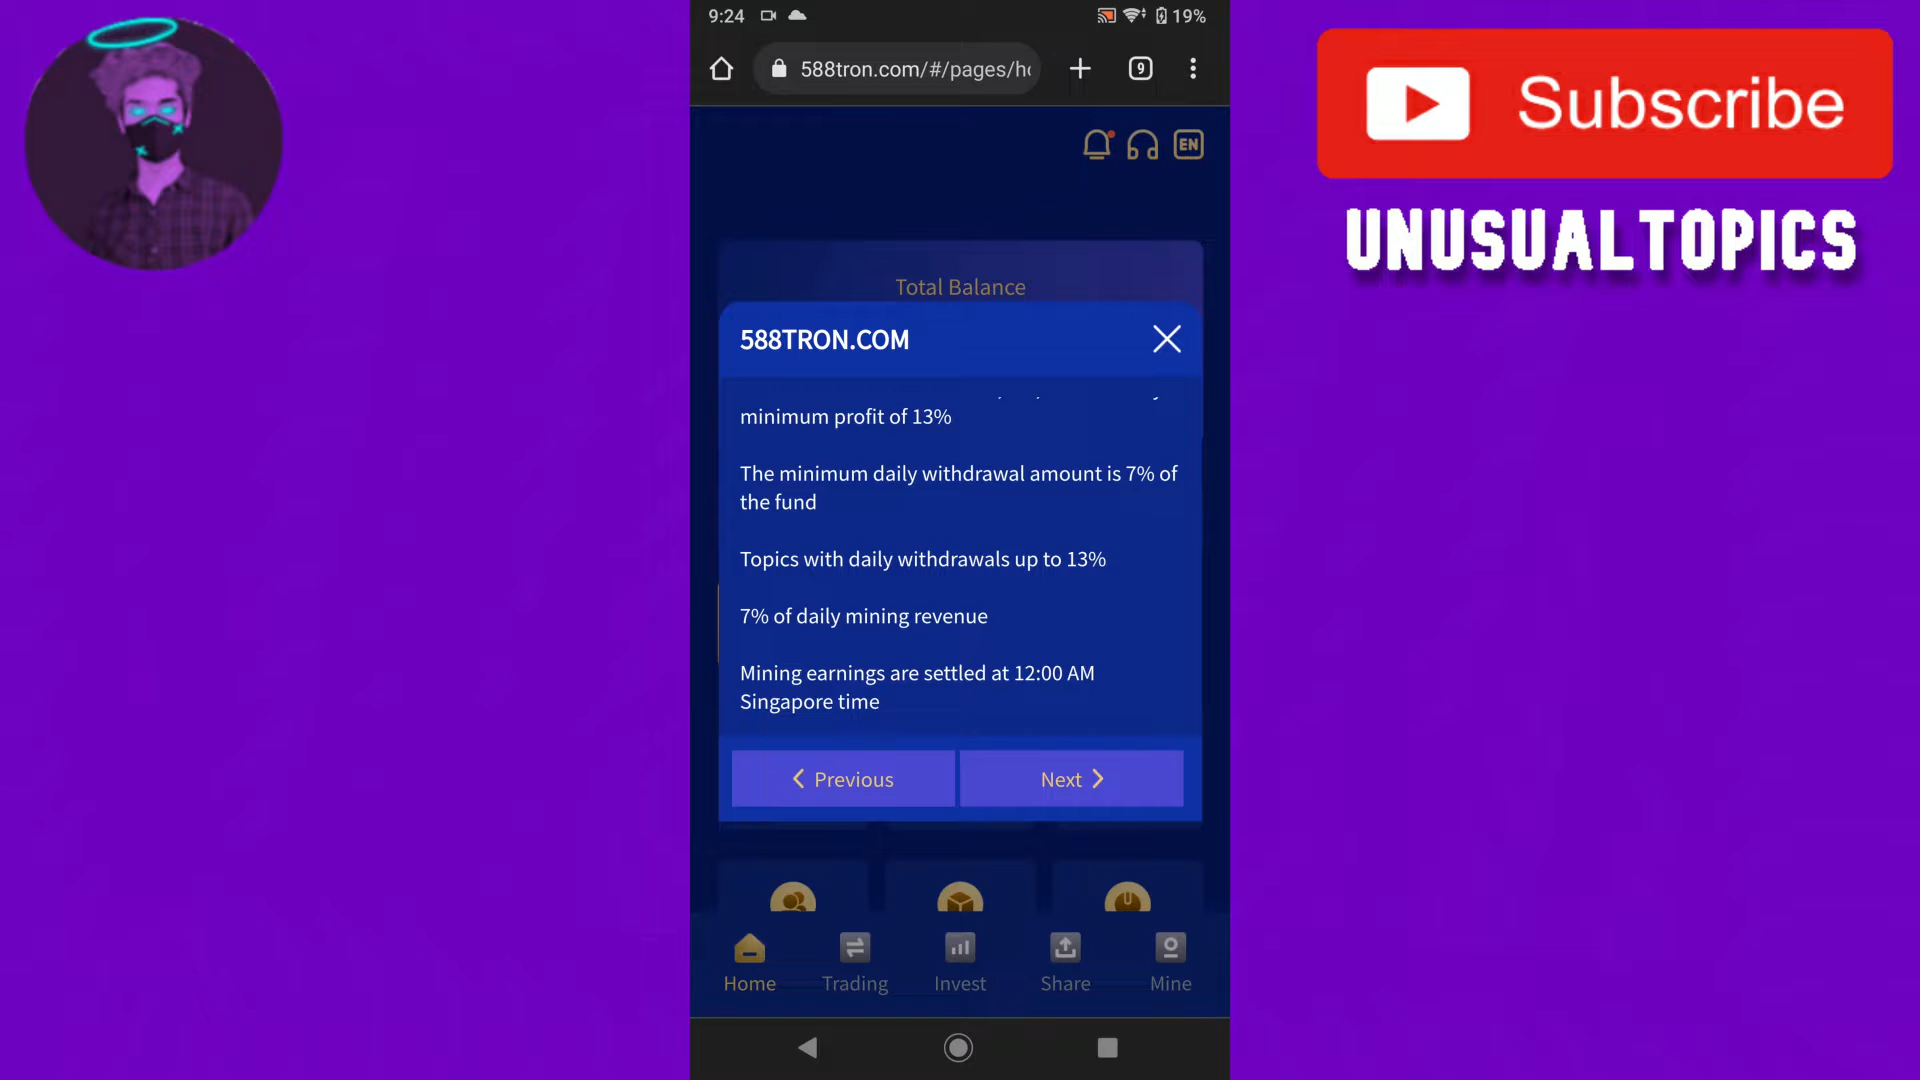 9:24
19%
588tron.com/#/pages/h
9
Subscribe
UNUSUALTOPICS
EN
Total Balance
588TRON.COM
minimum profit of 13%
The minimum daily withdrawal amount is 7% of
the fund
Topics with daily withdrawals up to 13%
7% of daily mining revenue
Mining earnings are settled at 12:00 AM
Singapore time
Previous
Next
Home
Trading
Invest
Share
Mine